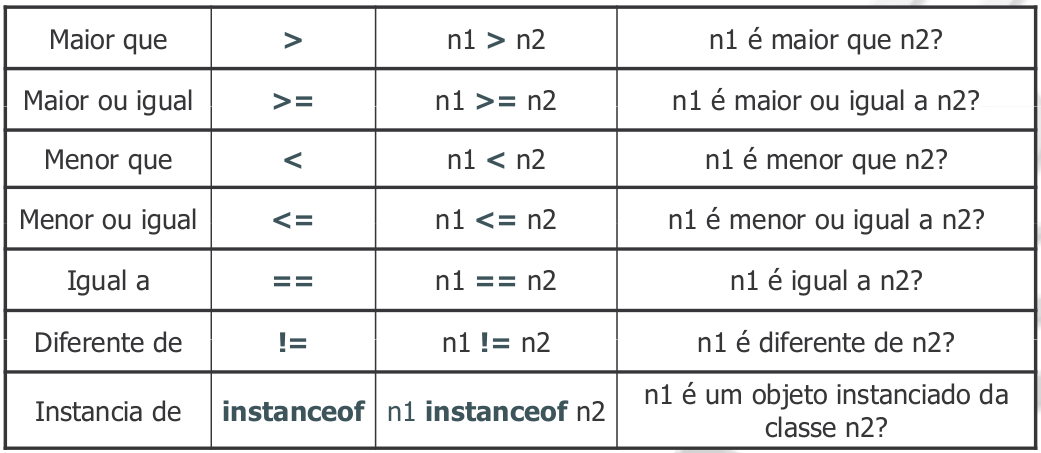 Maior que > n1 > n2 n1 é maior que n2?
Maior ou igual >= n1 >= n2 n1 é maior ou igual a n2?
Menor que < n1 < n2 n1 é menor que n2?
Menor ou igual <= n1 <= n2 n1 é menor ou igual a n2?
Igual a == n1 == n2 n1 é igual a n2?
Diferente de != n1 != n2 n1 é diferente de n2?
Instancia de instanceof n1 instanceof n2 n1 é um objeto instanciado da
classe n2?